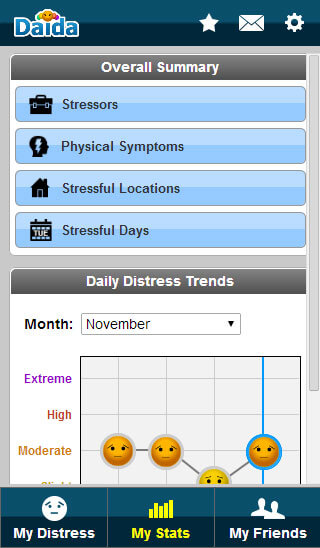 Daida
Overall Summary
Stressors
Physical Symptoms
Stressful Locations
TUE
Stressful Days
Daily Distress Trends
Month: November
Extreme
High
Moderate
My Distress
My Stats
My Friends